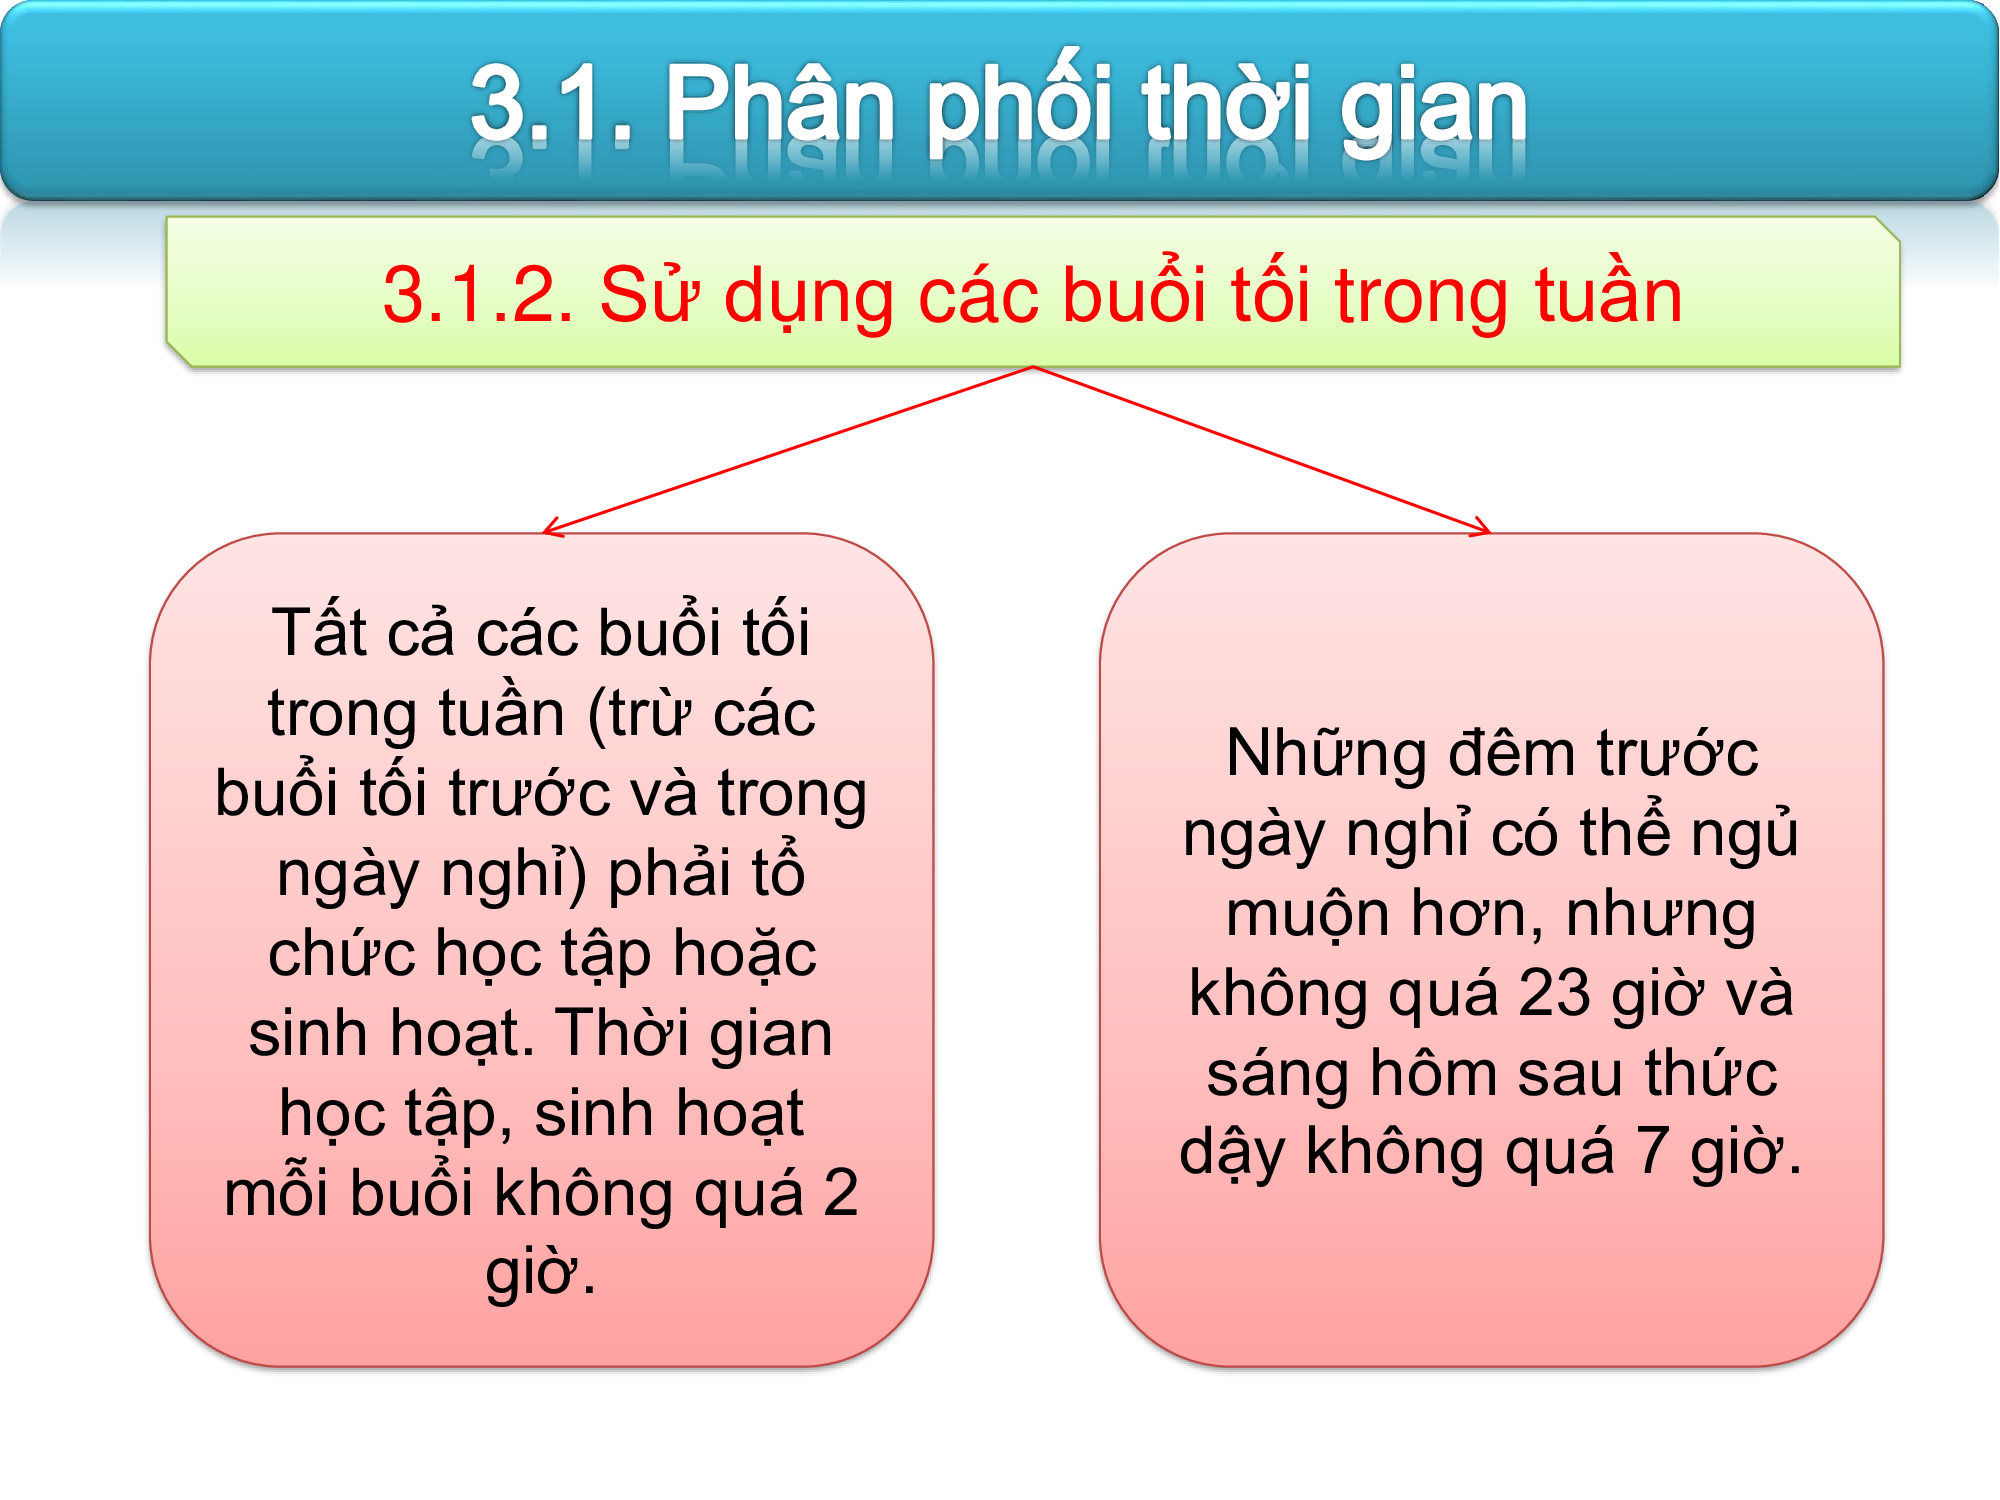 3.1. Phân phối thời gian
3.1.2. Sử dụng các buổi tối trong tuần
Tất cả các buổi tối
trong tuần (trừ các
buổi tối trước và trong
ngày nghỉ) phải tổ
chức học tập hoặc
sinh hoạt. Thời gian
học tập, sinh hoạt
mỗi buổi không quá 2
giờ.
Những đêm trước
ngày nghỉ có thể ngủ
muộn hơn, nhưng
không quá 23 giờ và
sáng hôm sau thức
dậy không quá 7 giờ.